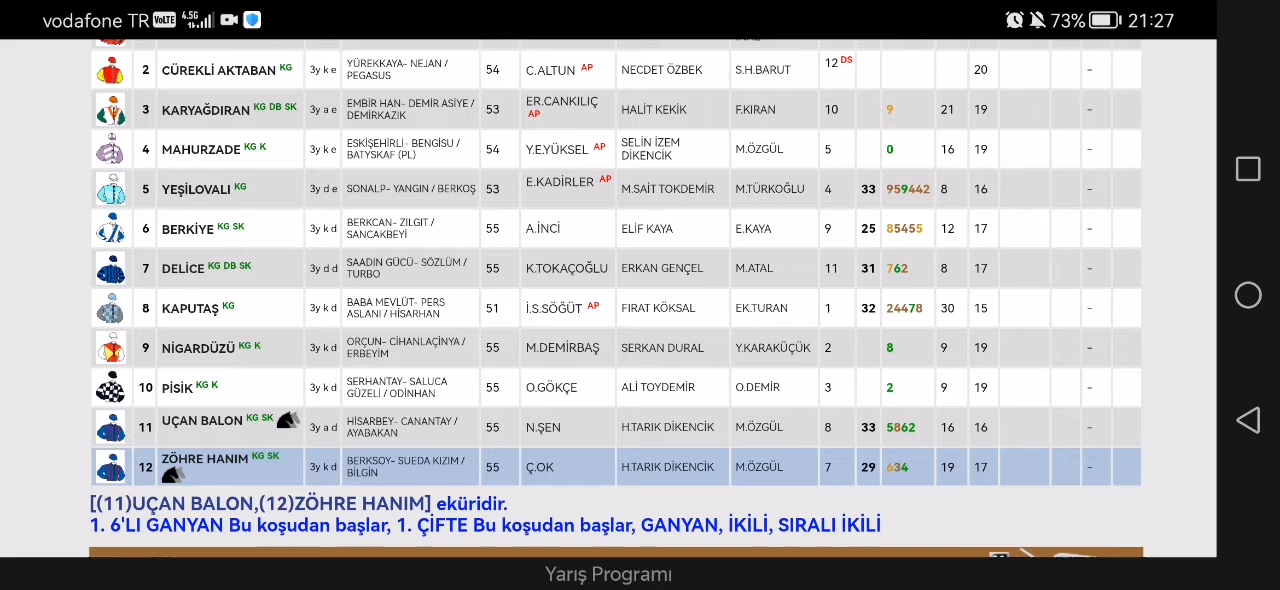 vodafone TR VoLTE 4.5G 73% 21:27
2 CÜREKLİ AKTABAN KG 3y k e YÜREKKAYA- NEJAN / PEGASUS 54 C.ALTUN AP NECDET ÖZBEK S.H.BARUT 12 DS 20 -
3 KARYAĞDIRAN KG DB SK 3y a e EMBİR HAN- DEMİR ASİYE / DEMİRKAZIK 53 ER.CANKILIÇ AP HALİT KEKİK F.KIRAN 10 9 21 19 -
4 MAHURZADE KG K 3y k e ESKİŞEHİRLİ- BENGİSU / BATYSKAF (PL) 54 Y.E.YÜKSEL AP SELİN İZEM DİKENCİK M.ÖZGÜL 5 0 16 19 -
5 YEŞİLOVALI KG 3y d e SONALP- YANGIN / BERKOŞ 53 E.KADİRLER AP M.SAİT TOKDEMİR M.TÜRKOĞLU 4 33 959442 8 16
6 BERKİYE KG SK 3y k d BERKCAN- ZILGIT / SANCAKBEYİ 55 A.İNCİ ELİF KAYA E.KAYA 9 25 85455 12 17 -
7 DELİCE KG DB SK 3y d d SAADIN GÜCÜ- SÖZLÜM / TURBO 55 K.TOKAÇOĞLU ERKAN GENÇEL M.ATAL 11 31 762 8 17 -
8 KAPUTAŞ KG 3y k d BABA MEVLÜT- PERS ASLANI / HİSARHAN 51 İ.S.SÖĞÜT AP FIRAT KÖKSAL EK.TURAN 1 32 24478 30 15 -
9 NİGARDÜZÜ KG K 3y k d ORÇUN- CİHANLAÇİNYA / ERBEYİM 55 M.DEMİRBAŞ SERKAN DURAL Y.KARAKÜÇÜK 2 8 9 19 -
10 PİSİK KG K 3y k d SERHANTAY- SALUCA GÜZELİ / ODİNHAN 55 O.GÖKÇE ALİ TOYDEMİR O.DEMİR 3 2 9 19 -
11 UÇAN BALON KG SK 3y a d HİSARBEY- CANANTAY / AYABAKAN 55 N.ŞEN H.TARIK DİKENCİK M.ÖZGÜL 8 33 5862 16 16 -
12 ZÖHRE HANIM KG SK 3y k d BERKSOY- SUEDA KIZIM / BİLGİN 55 Ç.OK H.TARIK DİKENCİK M.ÖZGÜL 7 29 634 19 17 -
[(11)UÇAN BALON,(12)ZÖHRE HANIM] eküridir.
1. 6'LI GANYAN Bu koşudan başlar, 1. ÇİFTE Bu koşudan başlar, GANYAN, İKİLİ, SIRALI İKİLİ
Yarış Programı